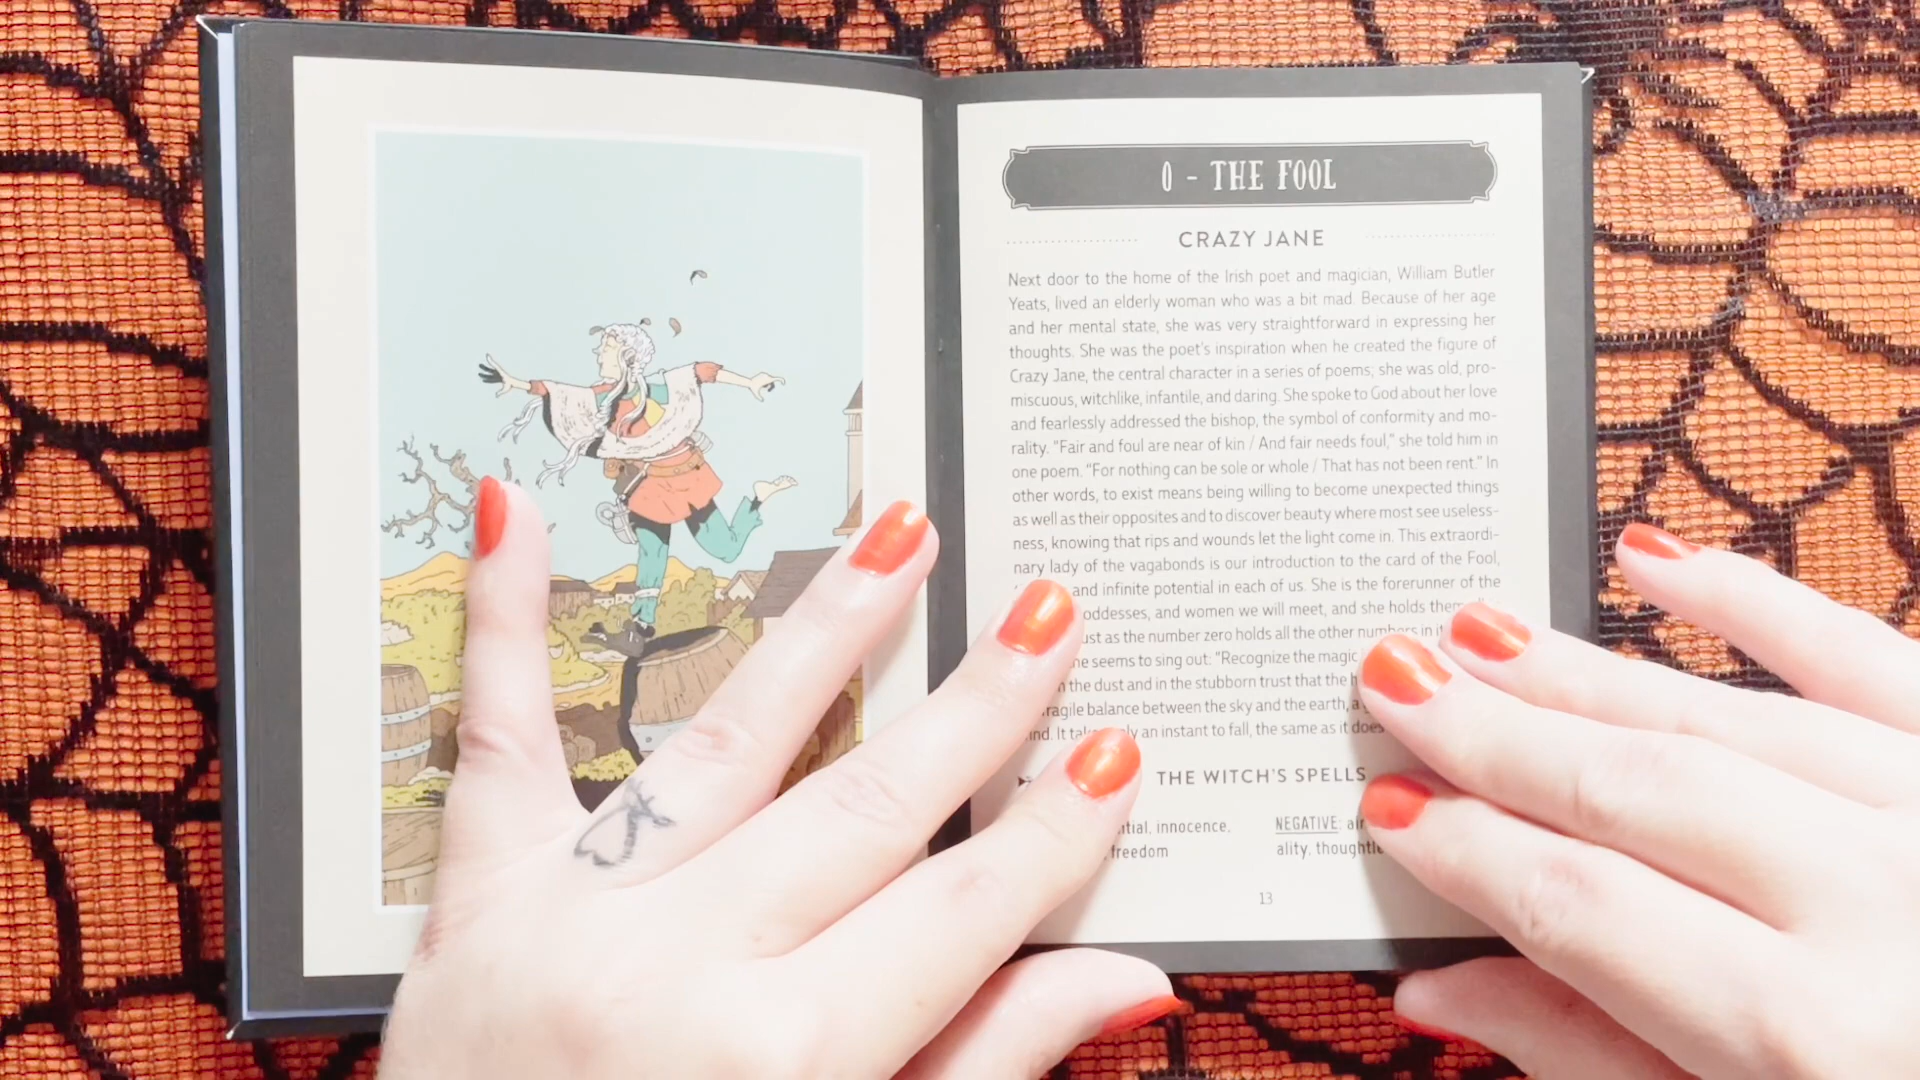 0 - THE FOOL
CRAZY JANE
Next door to the home of the Irish poet and magician, William Butler
Yeats, lived an elderly woman who was a bit mad. Because of her age
and her mental state, she was very straightforward in expressing her
thoughts. She was the poet's inspiration when he created the figure of
Crazy Jane, the central character in a series of poems; she was old, pro-
miscuous, witchlike, infantile, and daring. She spoke to God about her love
and fearlessly addressed the bishop, the symbol of conformity and mo-
rality. "Fair and foul are near of kin / And fair needs foul," she told him in
one poem. "For nothing can be sole or whole / That has not been rent." In
other words, to exist means being willing to become unexpected things
as well as their opposites and to discover beauty where most see useless-
ness, knowing that rips and wounds let the light come in. This extraordi-
nary lady of the vagabonds is our introduction to the card of the Fool,
and infinite potential in each of us. She is the forerunner of the
and women we will meet, and she holds
as the number zero holds all the other numbers in
seems to sing out: "Recognize the magic
the dust and in the stubborn trust that the
balance between the sky and the earth,
It an instant to fall, the same as it does
THE WITCH'S SPELLS
innocence,
freedom
NEGATIVE:
ality,
13